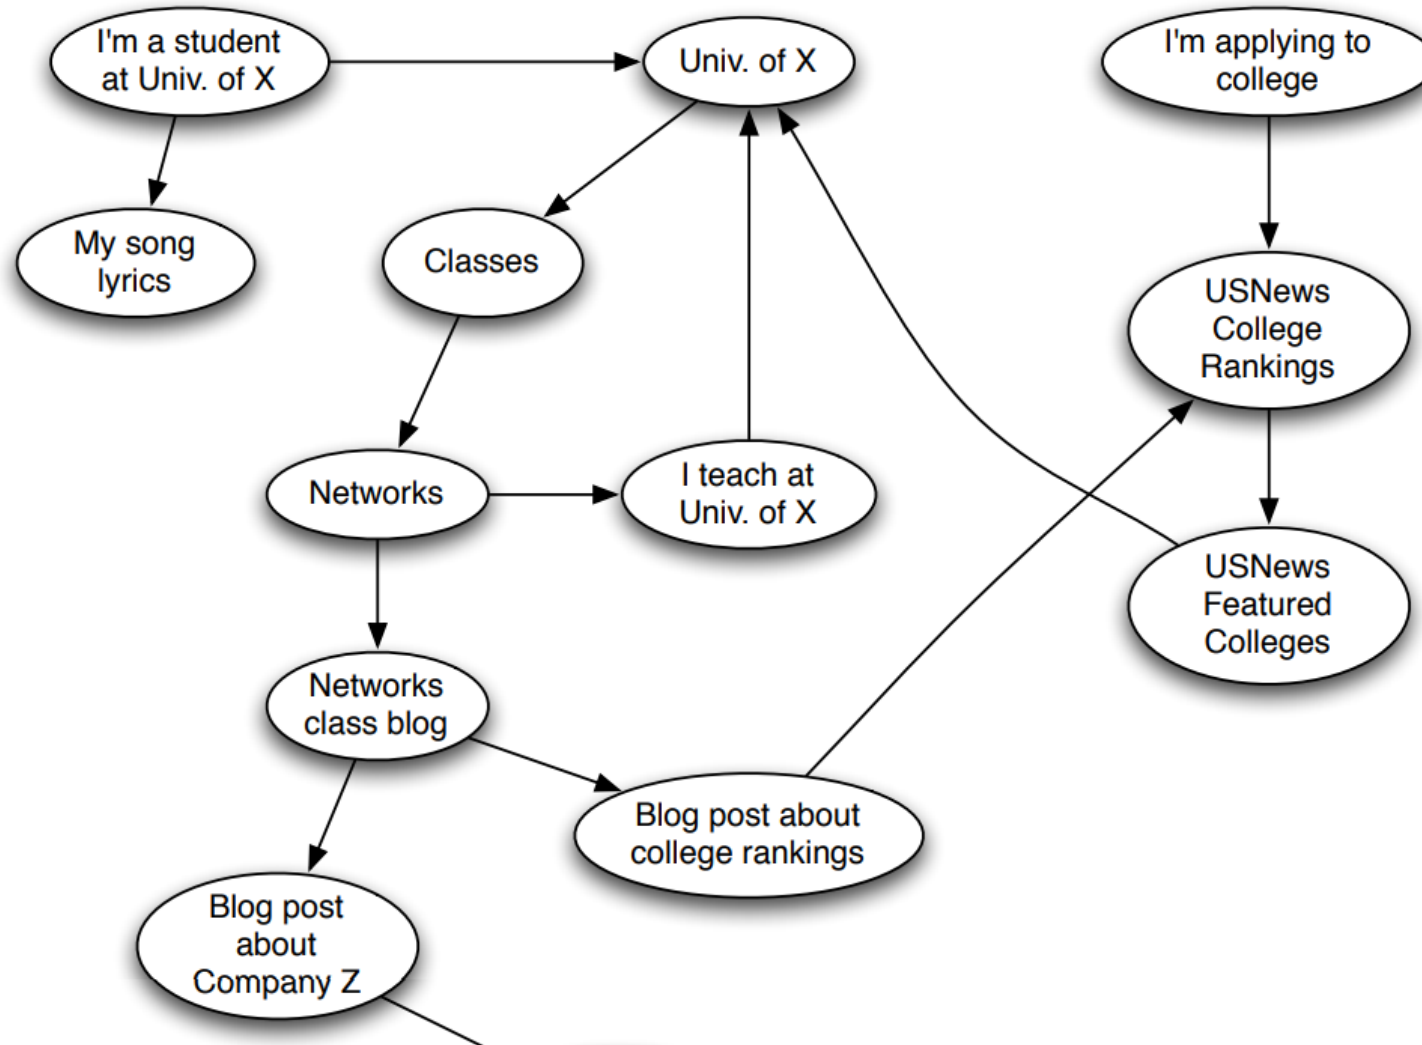 I'm a student
at Univ. of X
Univ. of X
I'm applying to
college
My song
lyrics
Classes
USNews
College
Rankings
Networks
I teach at
Univ. of X
USNews
Featured
Colleges
Networks
class blog
Blog post about
college rankings
Blog post
about
Company Z